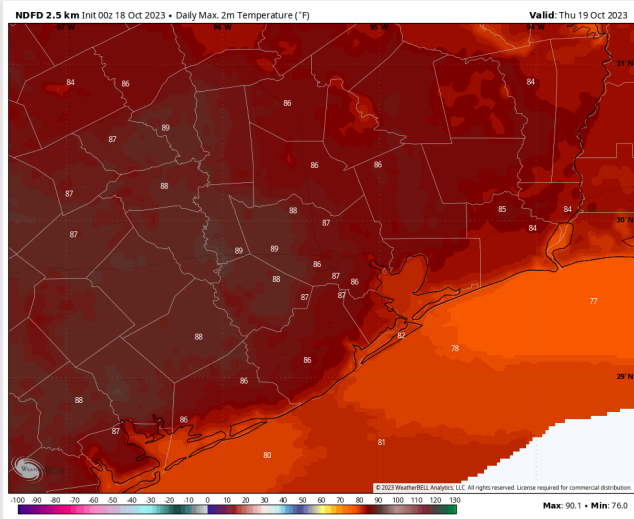 NDFD 2.5 km Init 00z 18 Oct 2023 • Daily Max. 2m Temperature (°F) Valid: Thu 19 Oct 2023
97°W 96°W 95°W 94°W
31°N
84 86 84
86
89
87
86 86
88
87
88 85 84
30°N
87 84
87
89 89
86
88 87 86
87 87
77
88 82
78
86
29°N
86
88
86
87
81
80
© 2023 WeatherBELL Analytics, LLC. All rights reserved. License required for commercial distribution.
-100 -90 -80 -70 -60 -50 -40 -30 -20 -10 0 10 20 30 40 50 60 70 80 90 100 110 120 130
Max: 90.1 • Min: 76.0